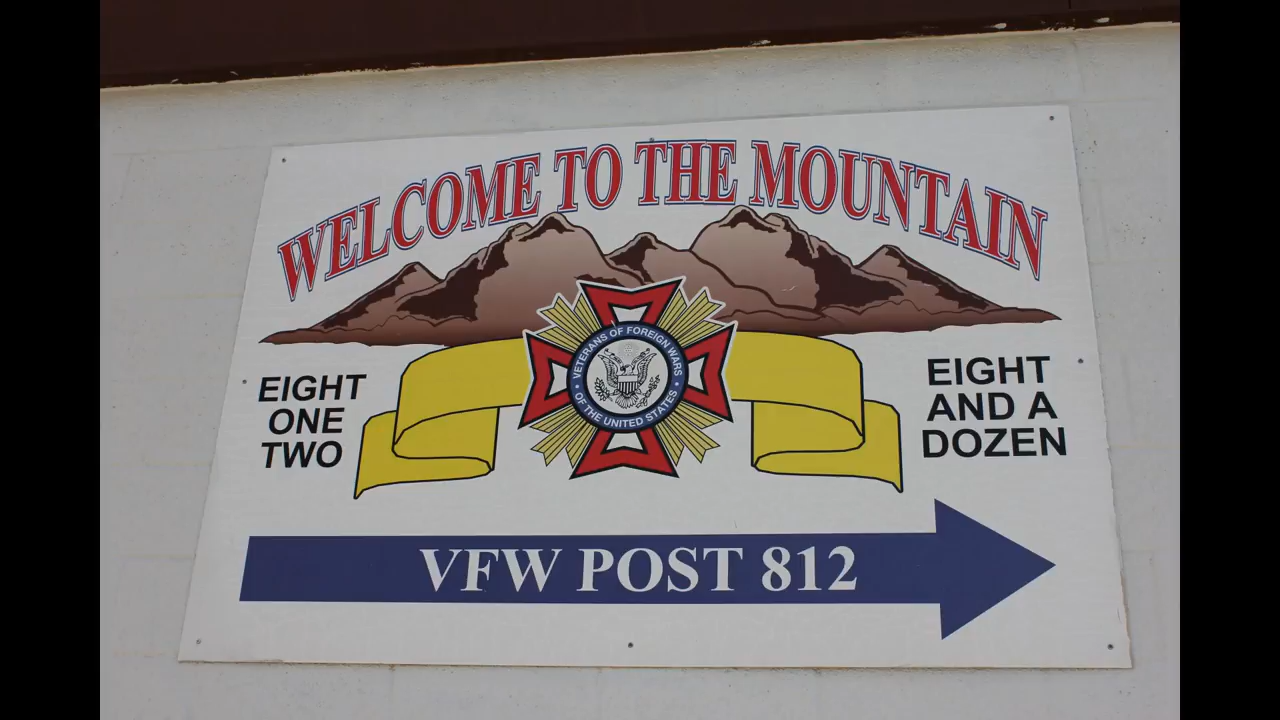 WELCOME TO THE MOUNTAIN
VETERANS OF FOREIGN WARS
OF THE UNITED STATES
EIGHT
ONE
TWO
EIGHT
AND A
DOZEN
VFW POST 812